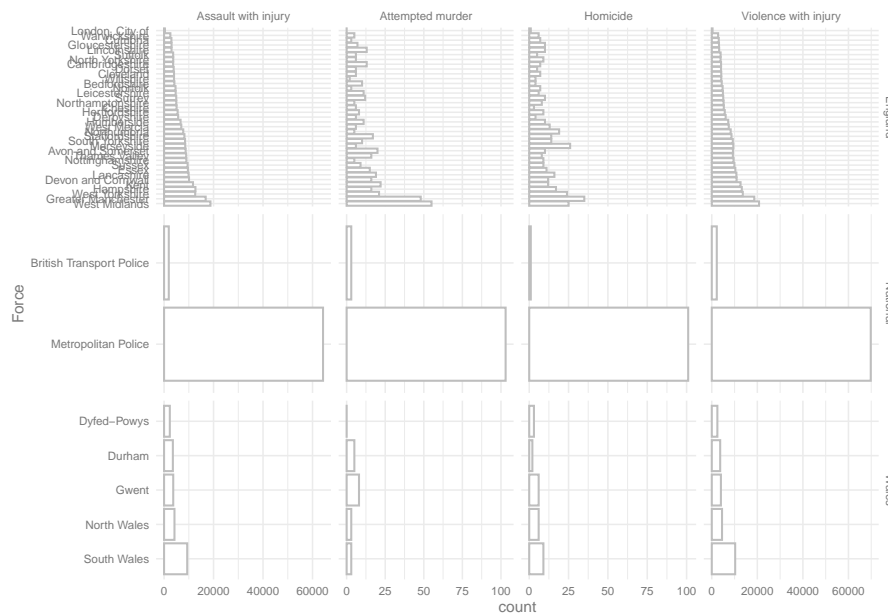 Assault with injury
Attempted murder
Homicide
Violence with injury
London, City of
Warwickshire
Cumbria
Gloucestershire
Lincolnshire
Suffolk
North Yorkshire
Cambridgeshire
Dorset
Cleveland
Wiltshire
Bedfordshire
Norfolk
Leicestershire
Surrey
Northamptonshire
Cheshire
Hertfordshire
Derbyshire
Humberside
West Mercia
Northumbria
Staffordshire
South Yorkshire
Merseyside
Avon and Somerset
Thames Valley
Nottinghamshire
Sussex
Essex
Lancashire
Devon and Cornwall
Kent
Hampshire
West Yorkshire
Greater Manchester
West Midlands
British Transport Police
Metropolitan Police
Dyfed−Powys
Durham
Gwent
North Wales
South Wales
Force
0 20000 40000 60000
0 25 50 75 100
0 25 50 75 100
0 20000 40000 60000
count